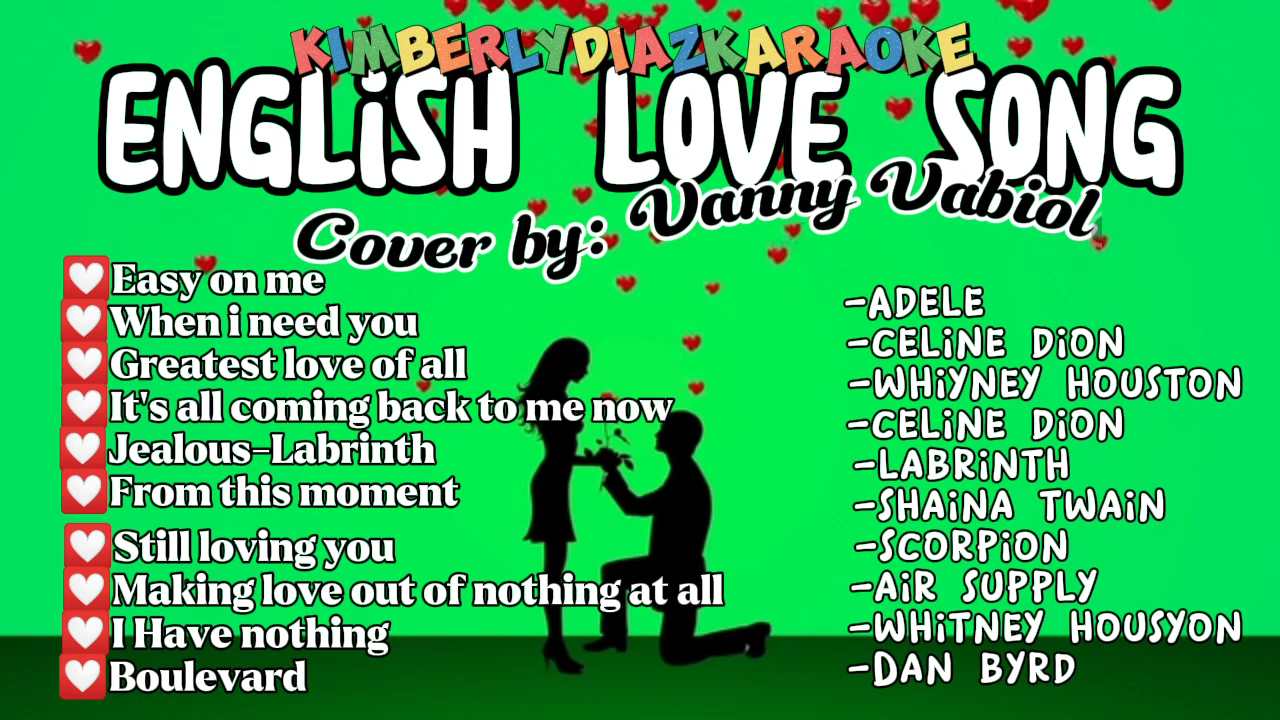 KIMBERLYDIAZKARAOKE
ENGLiSH LOVE SONG
Cover by: Vanny Vabiol
Easy on me
When i need you
Greatest love of all
It's all coming back to me now
Jealous-Labrinth
From this moment
Still loving you
Making love out of nothing at all
I Have nothing
Boulevard
-ADELE
-CELiNE DiON
-WHiYNEY HOUSTON
-CELiNE DiON
-LABRiNTH
-SHAiNA TWAiN
-SCORPiON
-AiR SUPPLY
-WHiTNEY HOUSYON
-DAN BYRD